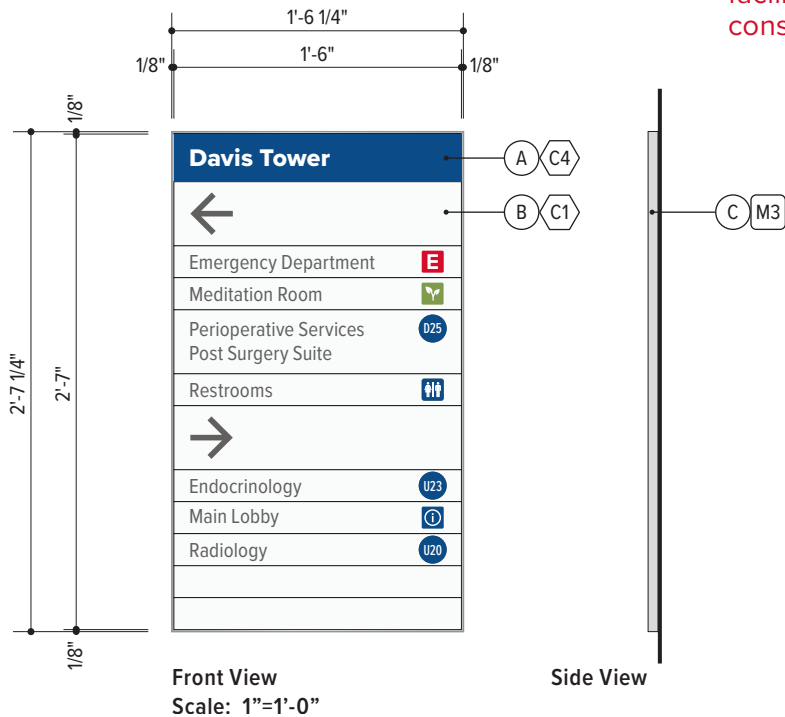 facili
cons
1'-6 1/4"
1/8" 1'-6" 1/8"
1/8"
Davis Tower
A C4
B C1
C M3
Emergency Department E
Meditation Room
Perioperative Services D25
Post Surgery Suite
2'-7 1/4"
2'-7"
Restrooms
Endocrinology U23
Main Lobby i
Radiology U20
1/8"
Front View
Side View
Scale: 1”=1’-0”